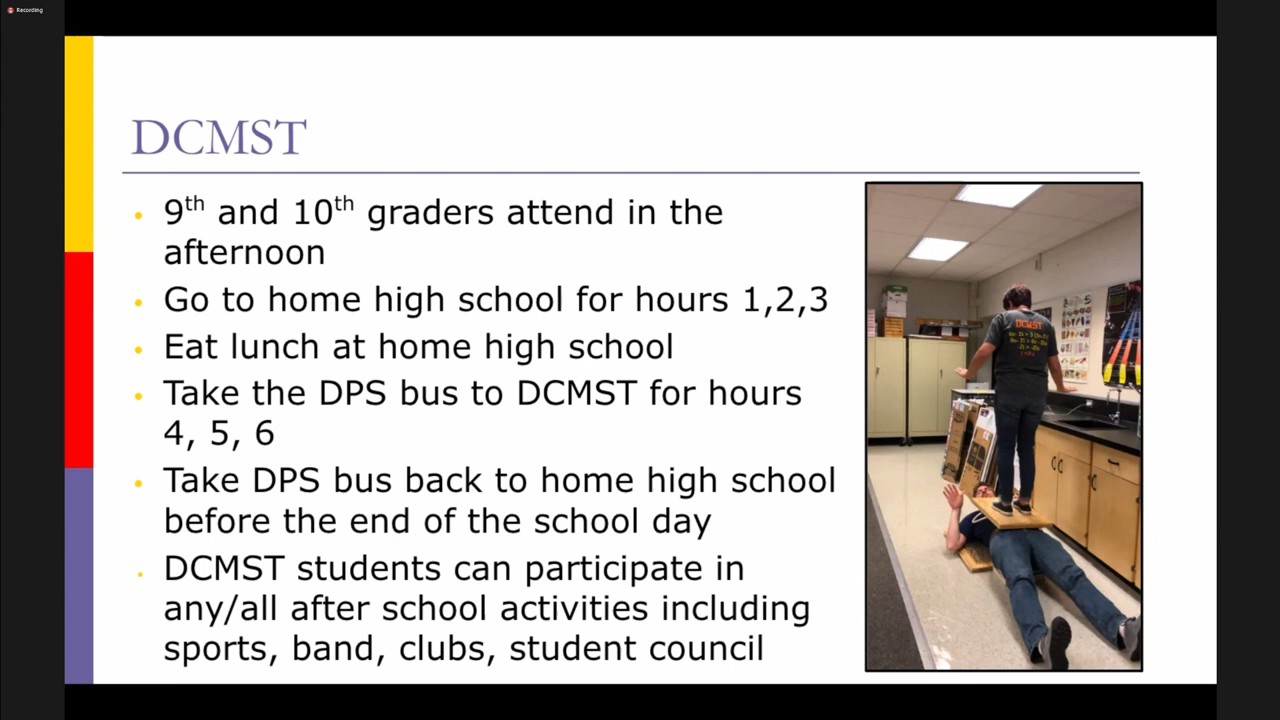 Recording
DCMST
• 9th and 10th graders attend in the
afternoon
• Go to home high school for hours 1,2,3
• Eat lunch at home high school
• Take the DPS bus to DCMST for hours
4, 5, 6
• Take DPS bus back to home high school
before the end of the school day
• DCMST students can participate in
any/all after school activities including
sports, band, clubs, student council
DCMST